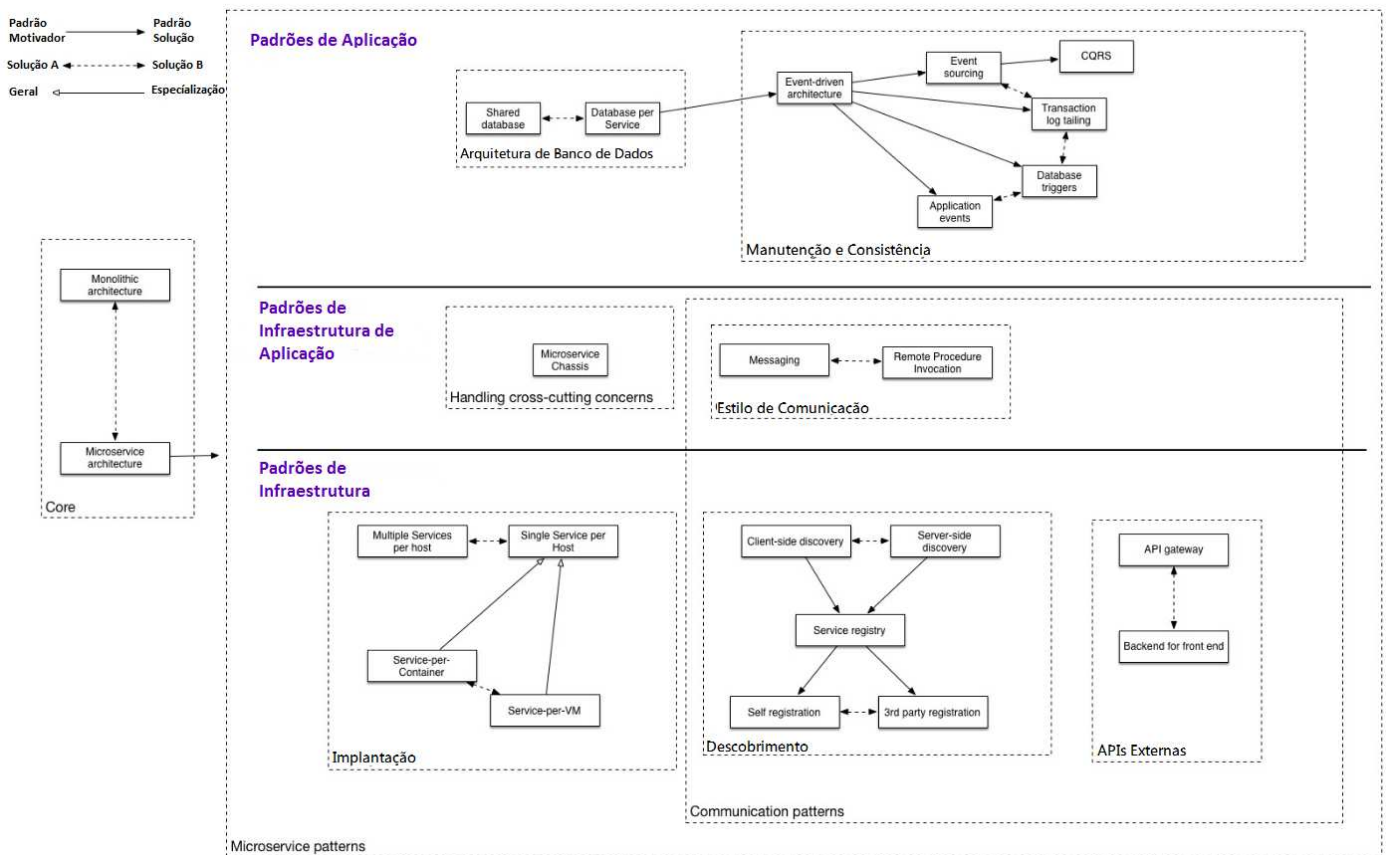 Padrão
Motivador
Padrão
Solução
Solução A
Solução B
Geral
Especialização
Padrões de Aplicação
Shared
database
Database per
Service
Arquitetura de Banco de Dados
Event-driven
architecture
Event
sourcing
CQRS
Transaction
log tailing
Database
triggers
Application
events
Manutenção e Consistência
Monolithic
architecture
Microservice
architecture
Core
Padrões de
Infraestrutura de
Aplicação
Microservice
Chassis
Handling cross-cutting concerns
Messaging
Remote Procedure
Invocation
Estilo de Comunicacão
Padrões de
Infraestrutura
Multiple Services
per host
Single Service per
Host
Service-per-
Container
Service-per-VM
Implantação
Client-side discovery
Server-side
discovery
Service registry
Self registration
3rd party registration
Descobrimento
API gateway
Backend for front end
APIs Externas
Communication patterns
Microservice patterns